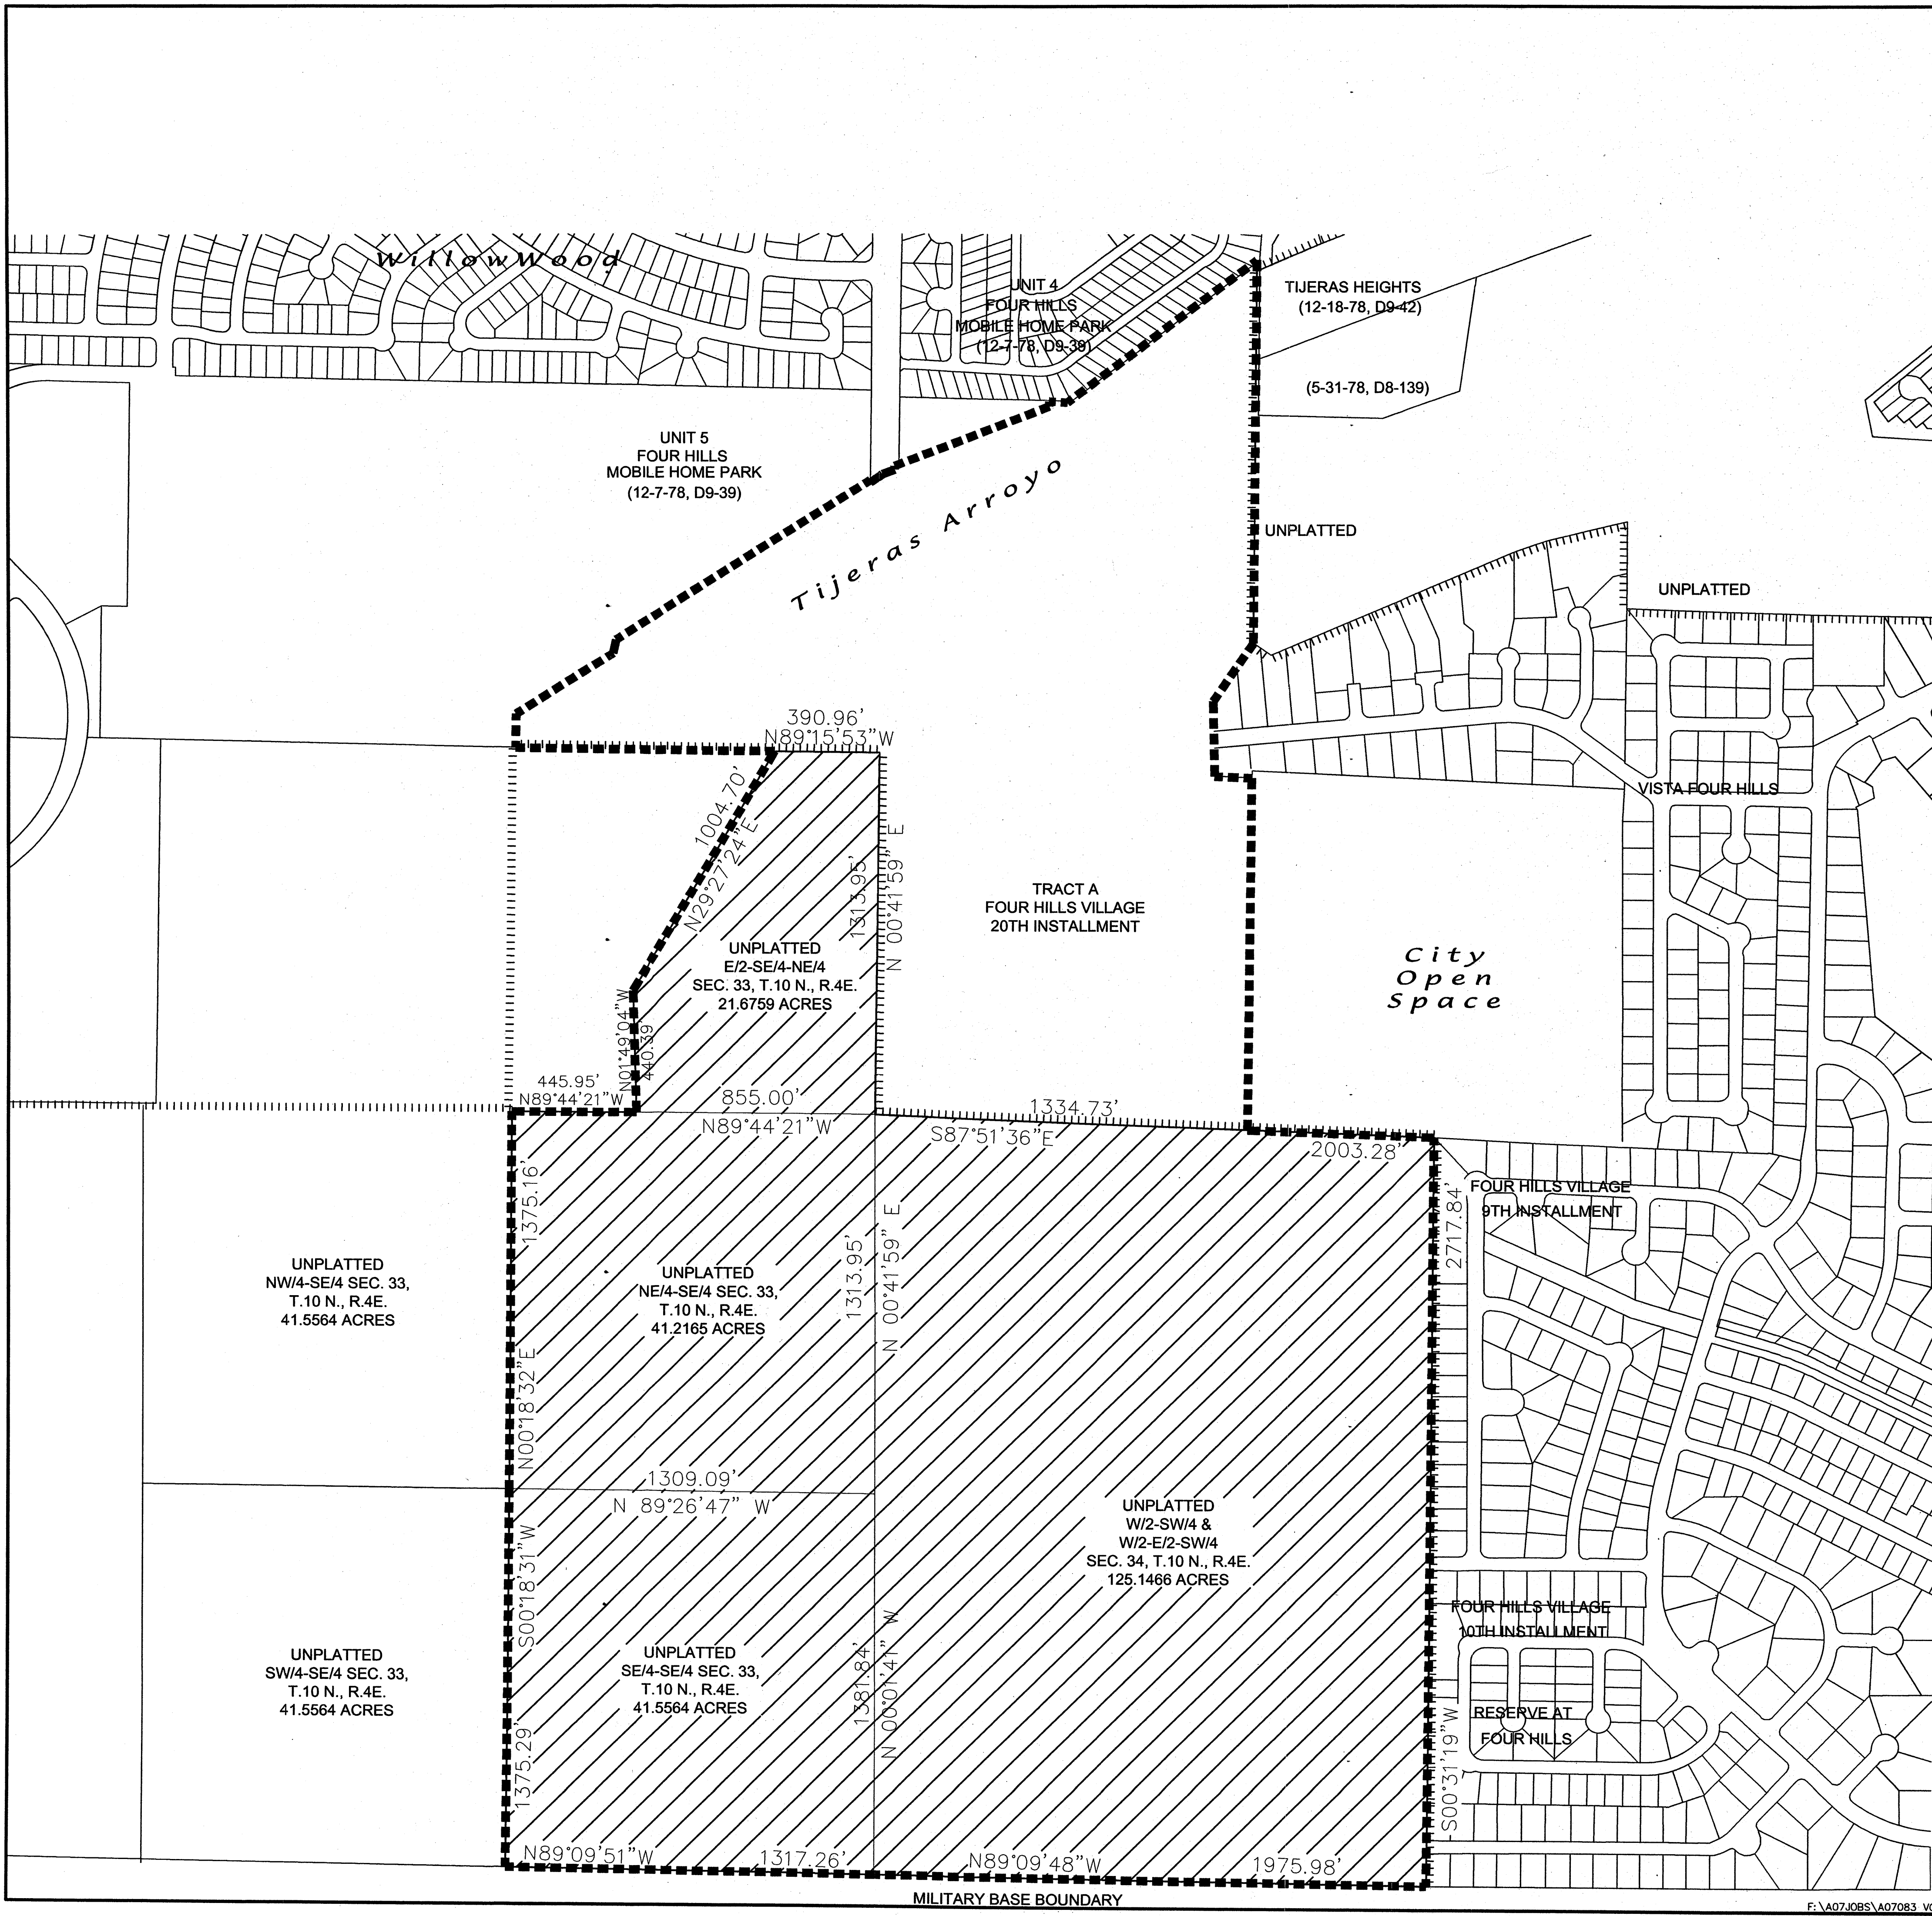 WillowWood
UNIT 4
FOUR HILLS
MOBILE HOME PARK
(12-7-78, D9-39)
TIJERAS HEIGHTS
(12-18-78, D9-42)
(5-31-78, D8-139)
UNIT 5
FOUR HILLS
MOBILE HOME PARK
(12-7-78, D9-39)
Tijeras Arroyo
UNPLATTED
UNPLATTED
390.96'
N89°15'53"W
VISTA FOUR HILLS
1004.70'
N29°27'24"E
1313.95'
N 00°41'59" E
TRACT A
FOUR HILLS VILLAGE
20TH INSTALLMENT
City
Open
Space
UNPLATTED
E/2-SE/4-NE/4
SEC. 33, T.10 N., R.4E.
21.6759 ACRES
N01°49'04"W
440.39'
445.95'
N89°44'21"W
855.00'
N89°44'21"W
1334.73'
S87°51'36"E
2003.28'
1375.16'
N00°18'32"E
2717.84'
FOUR HILLS VILLAGE
9TH INSTALLMENT
UNPLATTED
NW/4-SE/4 SEC. 33,
T.10 N., R.4E.
41.5564 ACRES
UNPLATTED
NE/4-SE/4 SEC. 33,
T.10 N., R.4E.
41.2165 ACRES
1313.95'
N 00°41'59" E
1309.09'
N 89°26'47" W
UNPLATTED
W/2-SW/4 &
W/2-E/2-SW/4
SEC. 34, T.10 N., R.4E.
125.1466 ACRES
S00°18'31"W
1375.29'
UNPLATTED
SW/4-SE/4 SEC. 33,
T.10 N., R.4E.
41.5564 ACRES
UNPLATTED
SE/4-SE/4 SEC. 33,
T.10 N., R.4E.
41.5564 ACRES
1381.84'
N 00°01'41" W
FOUR HILLS VILLAGE
10TH INSTALLMENT
RESERVE AT
FOUR HILLS
S00°31'19"W
N89°09'51"W
1317.26'
N89°09'48"W
1975.98'
MILITARY BASE BOUNDARY
F:\A07JOBS\A07083